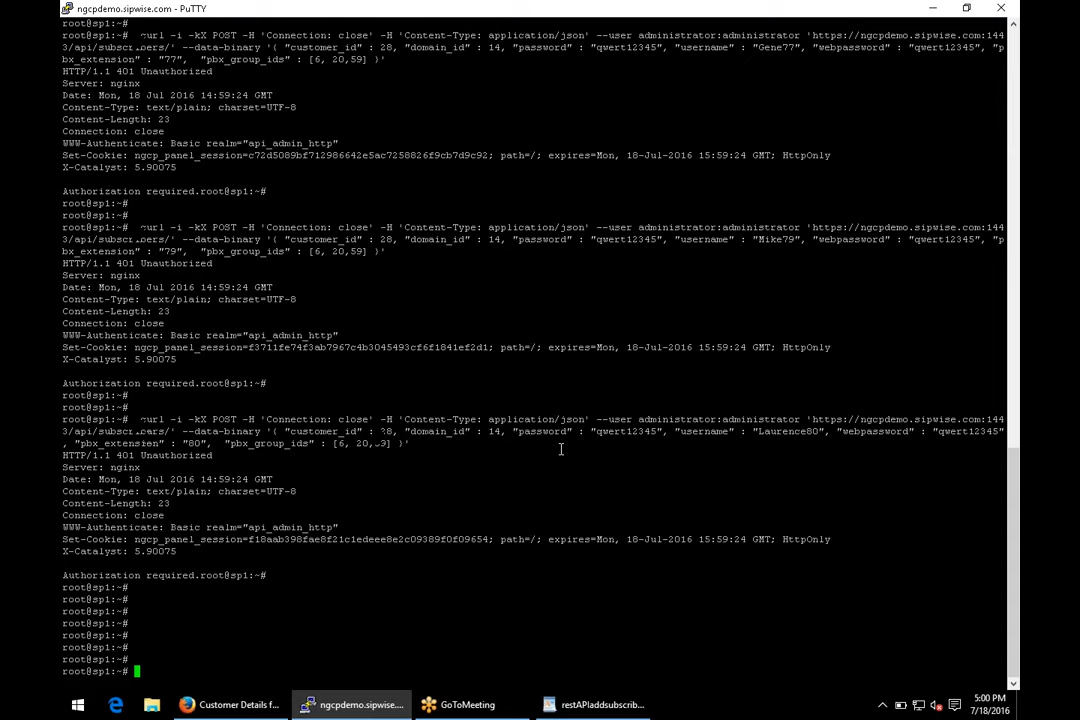 ngcpdemo.sipwise.com - PuTTY
root@sp1:~#
root@sp1:~# curl -i -kX POST -H 'Connection: close' -H 'Content-Type: application/json' --user administrator:administrator 'https://ngcpdemo.sipwise.com:144
3/api/subscribers/' --data-binary '{ "customer_id" : 28, "domain_id" : 14, "password" : "qwert12345", "username" : "Gene77", "webpassword" : "qwert12345", "p
bx_extension" : "77",  "pbx_group_ids" : [6, 20,59] }'
HTTP/1.1 401 Unauthorized
Server: nginx
Date: Mon, 18 Jul 2016 14:59:24 GMT
Content-Type: text/plain; charset=UTF-8
Content-Length: 23
Connection: close
WWW-Authenticate: Basic realm="api_admin_http"
Set-Cookie: ngcp_panel_session=c72d5089bf712986642e5ac7258826f9cb7d9c92; path=/; expires=Mon, 18-Jul-2016 15:59:24 GMT; HttpOnly
X-Catalyst: 5.90075
Authorization required.root@sp1:~#
root@sp1:~#
root@sp1:~#
root@sp1:~# curl -i -kX POST -H 'Connection: close' -H 'Content-Type: application/json' --user administrator:administrator 'https://ngcpdemo.sipwise.com:144
3/api/subscribers/' --data-binary '{ "customer_id" : 28, "domain_id" : 14, "password" : "qwert12345", "username" : "Mike79", "webpassword" : "qwert12345", "p
bx_extension" : "79",  "pbx_group_ids" : [6, 20,59] }'
HTTP/1.1 401 Unauthorized
Server: nginx
Date: Mon, 18 Jul 2016 14:59:24 GMT
Content-Type: text/plain; charset=UTF-8
Content-Length: 23
Connection: close
WWW-Authenticate: Basic realm="api_admin_http"
Set-Cookie: ngcp_panel_session=f3711fe74f3ab7967c4b3045493cf6f1841ef2d1; path=/; expires=Mon, 18-Jul-2016 15:59:24 GMT; HttpOnly
X-Catalyst: 5.90075
Authorization required.root@sp1:~#
root@sp1:~#
root@sp1:~#
root@sp1:~# curl -i -kX POST -H 'Connection: close' -H 'Content-Type: application/json' --user administrator:administrator 'https://ngcpdemo.sipwise.com:144
3/api/subscribers/' --data-binary '{ "customer_id" : 28, "domain_id" : 14, "password" : "qwert12345", "username" : "Laurence80", "webpassword" : "qwert12345"
, "pbx_extension" : "80",  "pbx_group_ids" : [6, 20,59] }'
HTTP/1.1 401 Unauthorized
Server: nginx
Date: Mon, 18 Jul 2016 14:59:24 GMT
Content-Type: text/plain; charset=UTF-8
Content-Length: 23
Connection: close
WWW-Authenticate: Basic realm="api_admin_http"
Set-Cookie: ngcp_panel_session=f18aab398fae8f21c1edeee8e2c09389f0f09654; path=/; expires=Mon, 18-Jul-2016 15:59:24 GMT; HttpOnly
X-Catalyst: 5.90075
Authorization required.root@sp1:~#
root@sp1:~#
root@sp1:~#
root@sp1:~#
root@sp1:~#
root@sp1:~#
root@sp1:~#
root@sp1:~#
root@sp1:~#
Customer Details f...
ngcpdemo.sipwise....
GoToMeeting
restAPIaddsubscrib...
5:00 PM
7/18/2016